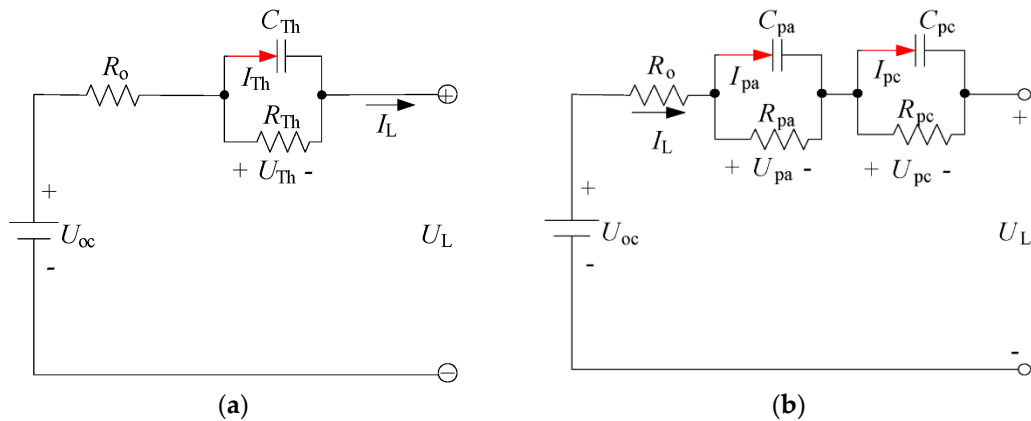 C_Th
R_o
I_Th
R_Th
I_L
+ U_Th -
+
U_oc
-
U_L
+
−
(a)
C_pa
C_pc
R_o
I_pa
I_pc
R_pa
R_pc
I_L
+
+ U_pa -
+ U_pc -
+
U_oc
-
U_L
-
(b)